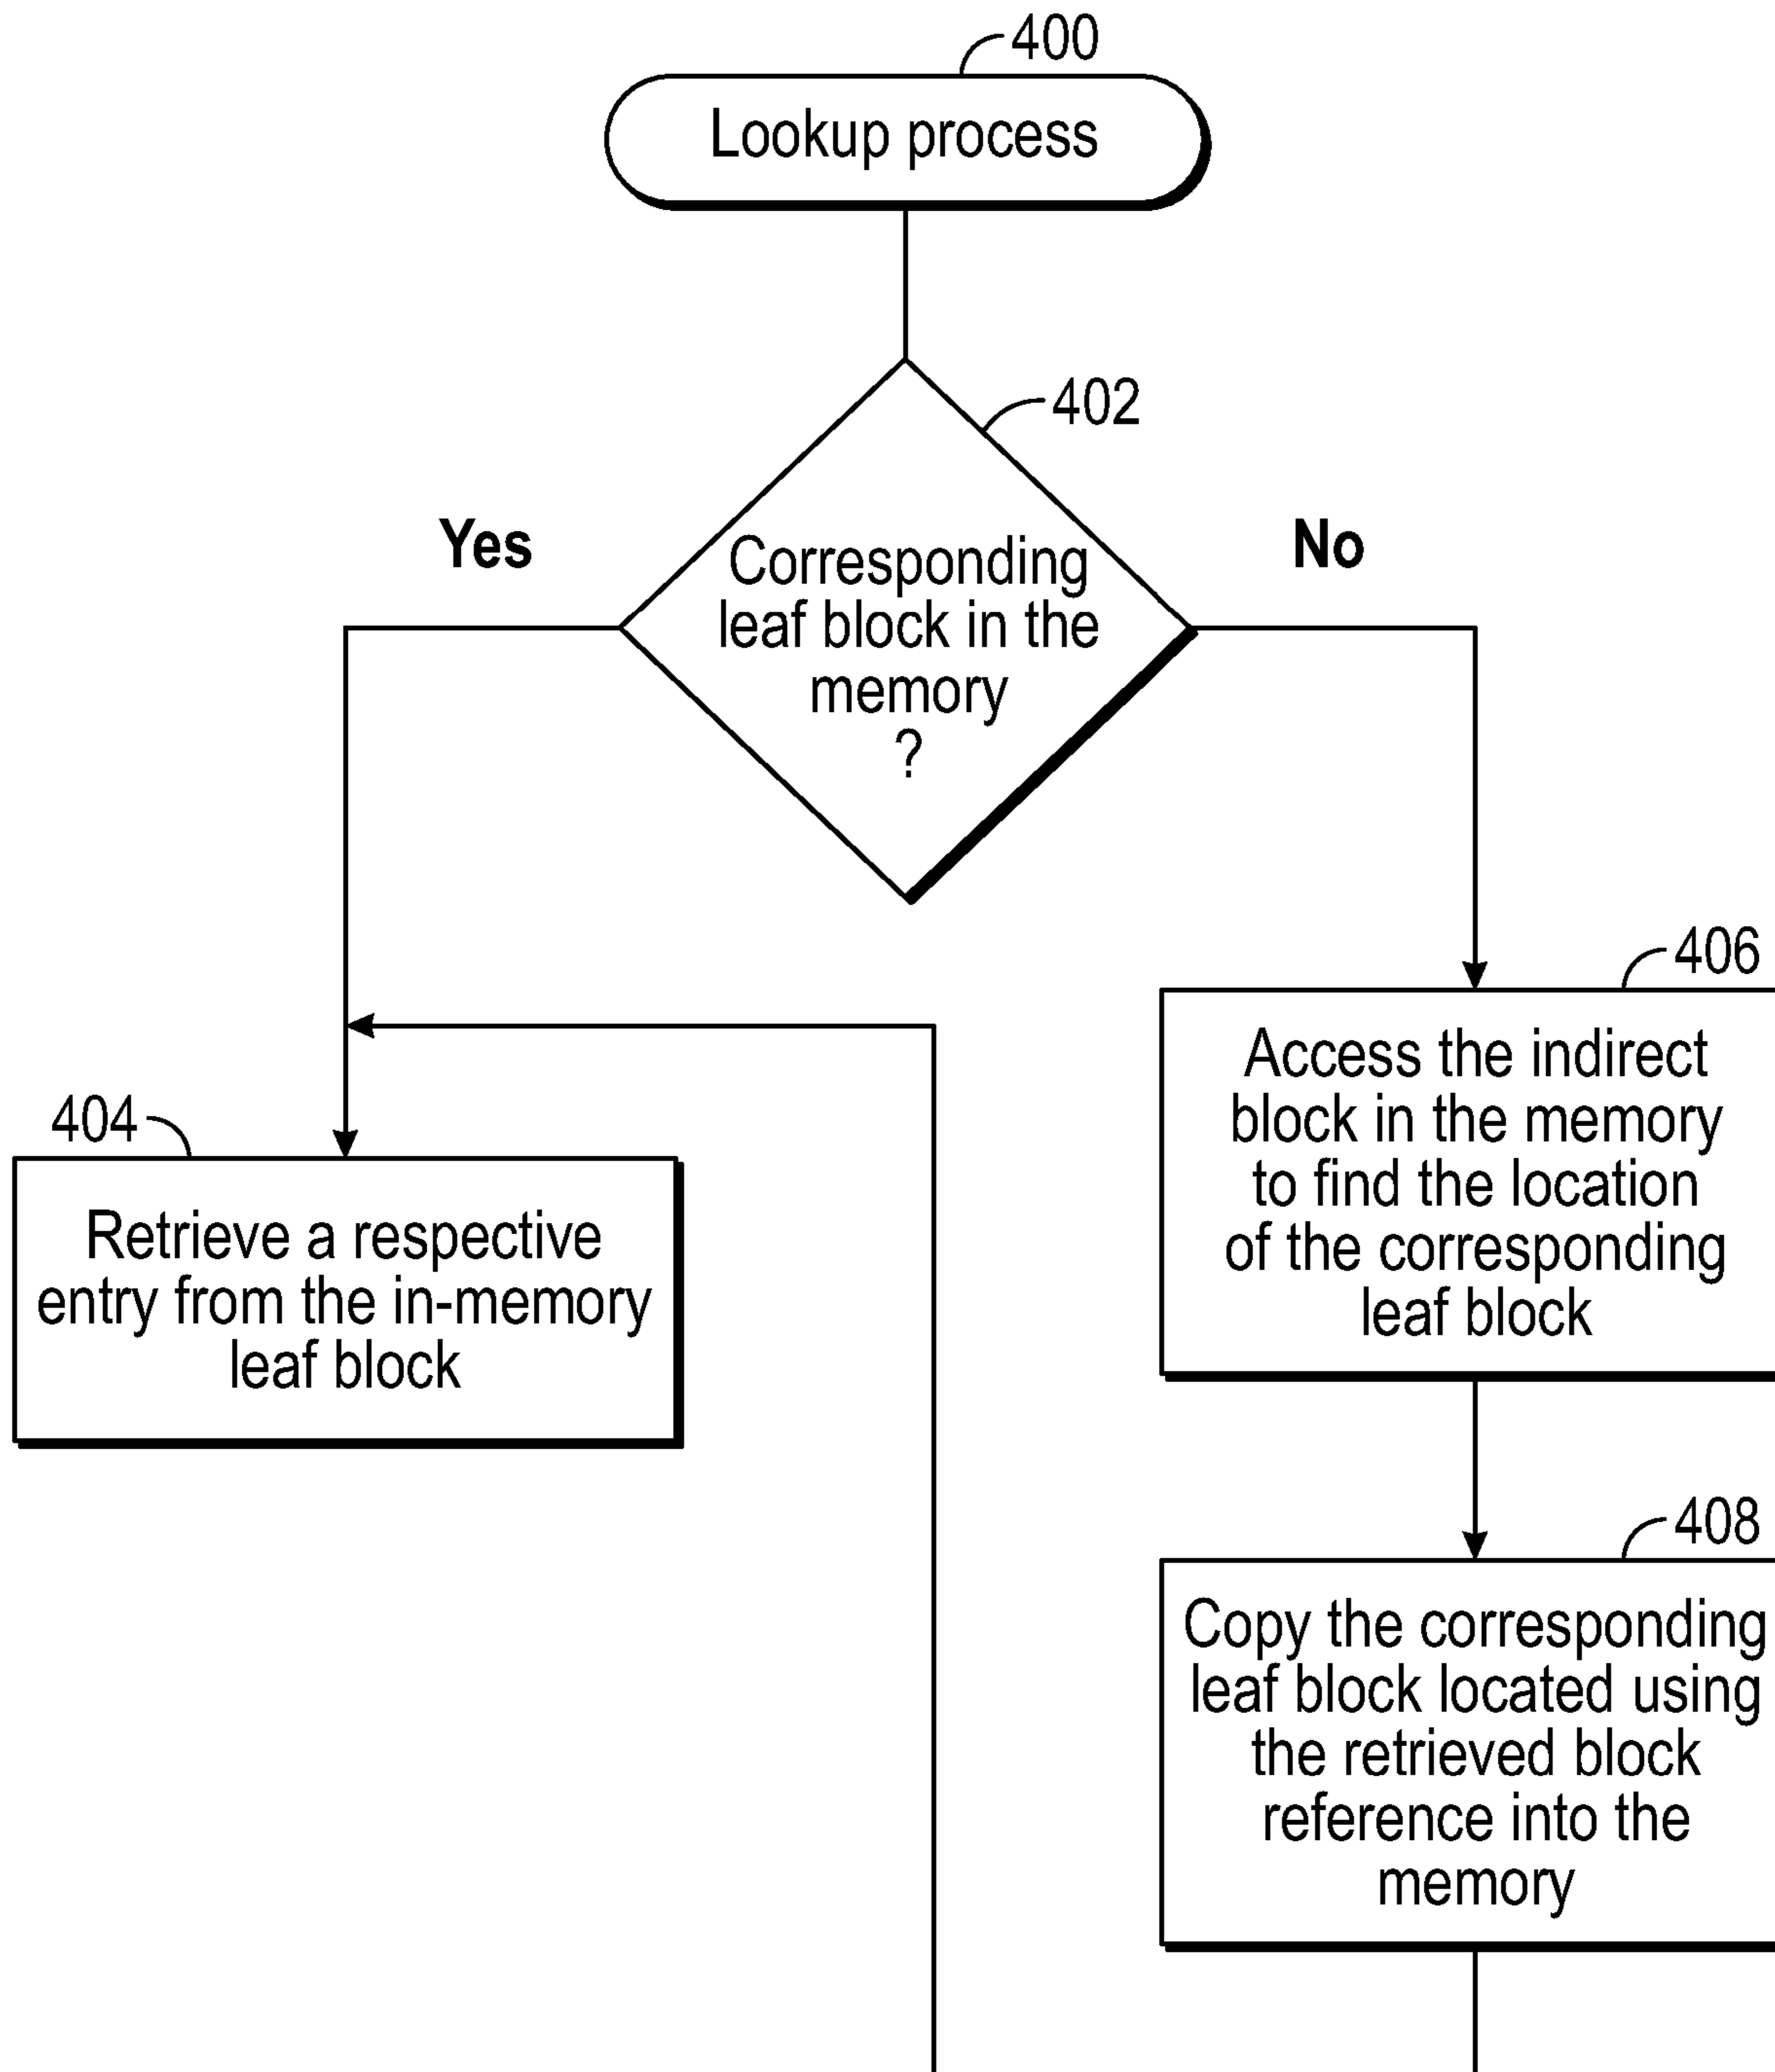 400
Lookup process
402
Yes
No
Corresponding
leaf block in the
memory
?
406
Access the indirect
block in the memory
to find the location
of the corresponding
leaf block
404
Retrieve a respective
entry from the in-memory
leaf block
408
Copy the corresponding
leaf block located using
the retrieved block
reference into the
memory